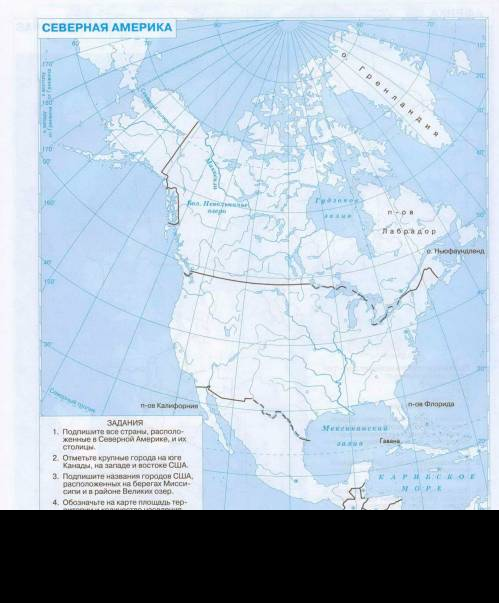 СЕВЕРНАЯ АМЕРИКА
о. Гренландия
Бол. Невольничье
озеро
Гудзонов
залив
п-ов
Лабрадор
о. Ньюфаундленд
п-ов Калифорния
п-ов Флорида
Мексиканский
залив
Гавана
КАРИБСКОЕ
МОРЕ
ЗАДАНИЯ
1. Подпишите все страны, располо-
женные в Северной Америке, и их
столицы.
2. Отметьте крупные города на юге
Канады, на западе и востоке США.
3. Подпишите названия городов США,
расположенных на берегах Мисси-
сипи и в районе Великих озер.
4. Обозначьте на карте площадь тер-